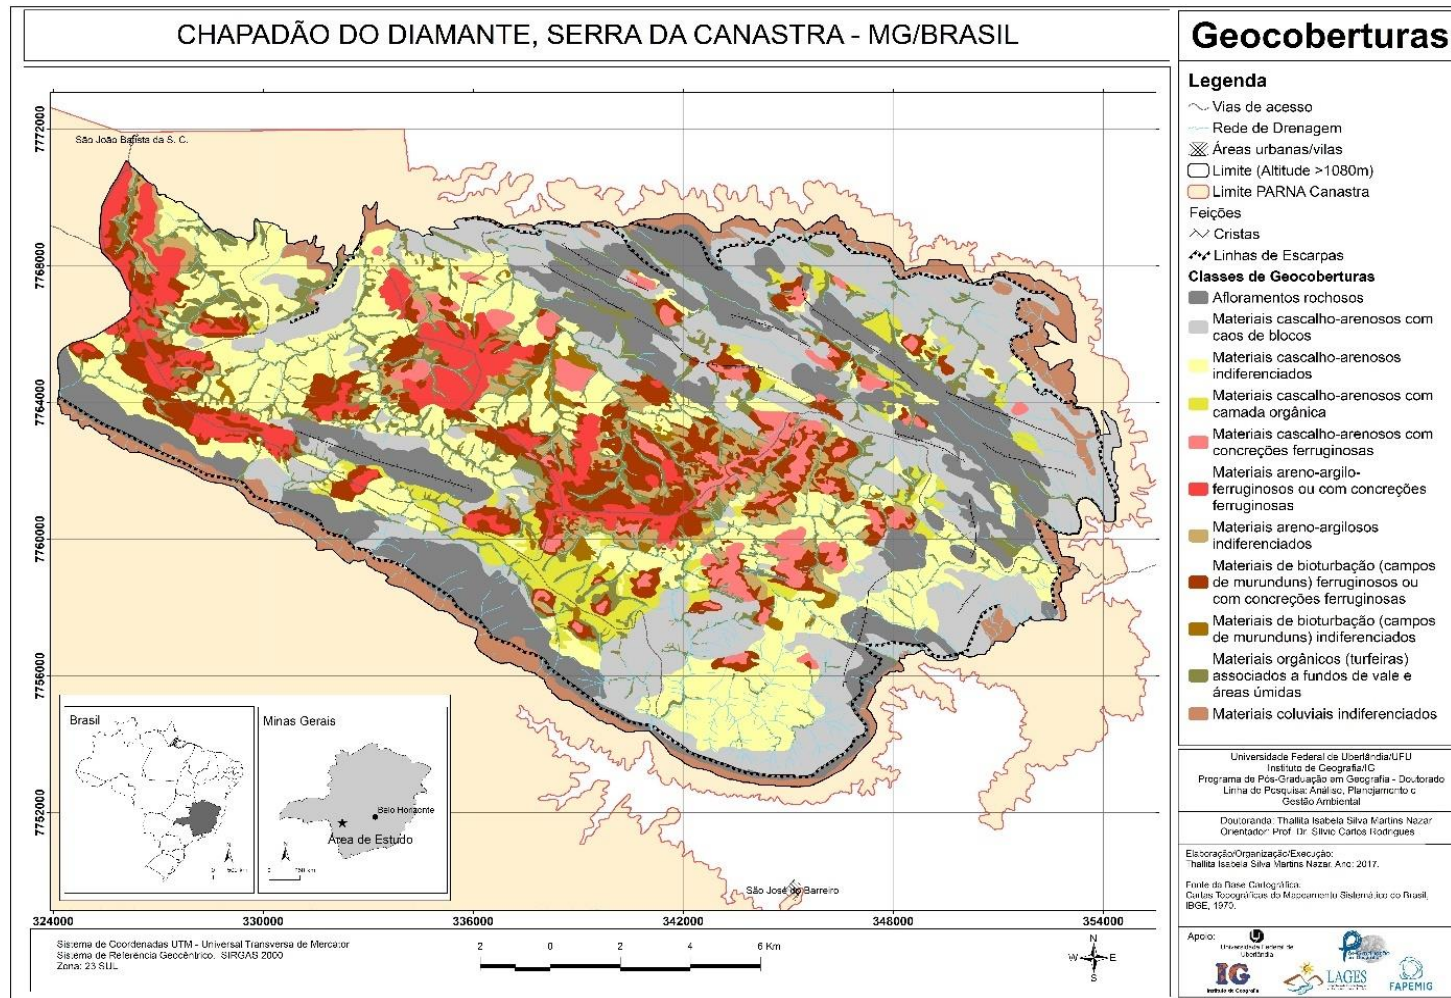 CHAPADÃO DO DIAMANTE, SERRA DA CANASTRA - MG/BRASIL
Geocoberturas
Legenda
Vias de acesso
Rede de Drenagem
Áreas urbanas/vilas
Limite (Altitude >1080m)
Limite PARNA Canastra
Feições
Cristas
Linhas de Escarpas
Classes de Geocoberturas
Afloramentos rochosos
Materiais cascalho-arenosos com
caos de blocos
Materiais cascalho-arenosos
indiferenciados
Materiais cascalho-arenosos com
camada orgânica
Materiais cascalho-arenosos com
concreções ferruginosas
Materiais areno-argilo-
ferruginosos ou com concreções
ferruginosas
Materiais areno-argilosos
indiferenciados
Materiais de bioturbação (campos
de murunduns) ferruginosos ou
com concreções ferruginosas
Materiais de bioturbação (campos
de murunduns) indiferenciados
Materiais orgânicos (turfeiras)
associados a fundos de vale e
áreas úmidas
Materiais coluviais indiferenciados
Universidade Federal de Uberlândia/UFU
Instituto de Geografia/IG
Programa de Pós-Graduação em Geografia - Doutorado
Linha de Pesquisa: Análise, Planejamento e
Gestão Ambiental
Doutoranda: Thallita Isabela Silva Martins Nazar
Orientador: Prof. Dr. Sílvio Carlos Rodrigues
Elaboração/Organização/Execução:
Thallita Isabela Silva Martins Nazar. Ano: 2017.
Fonte da Base Cartográfica:
Cartas Topográficas do Mapeamento Sistemático do Brasil,
IBGE, 1970.
Apoio:
Universidade Federal de
Uberlândia
IG
Instituto de Geografia
LAGES
FAPEMIG
7772000
7768000
7764000
7760000
7756000
7752000
São João Batista da S. C.
São José do Barreiro
Brasil
N
Minas Gerais
Belo Horizonte
Área de Estudo
N
324000
330000
336000
342000
348000
354000
Sistema de Coordenadas UTM - Universal Transversa de Mercator
Sistema de Referência Geocêntrico: SIRGAS 2000
Zona: 23 SUL
2 0 2 4 6 Km
N
W E
S